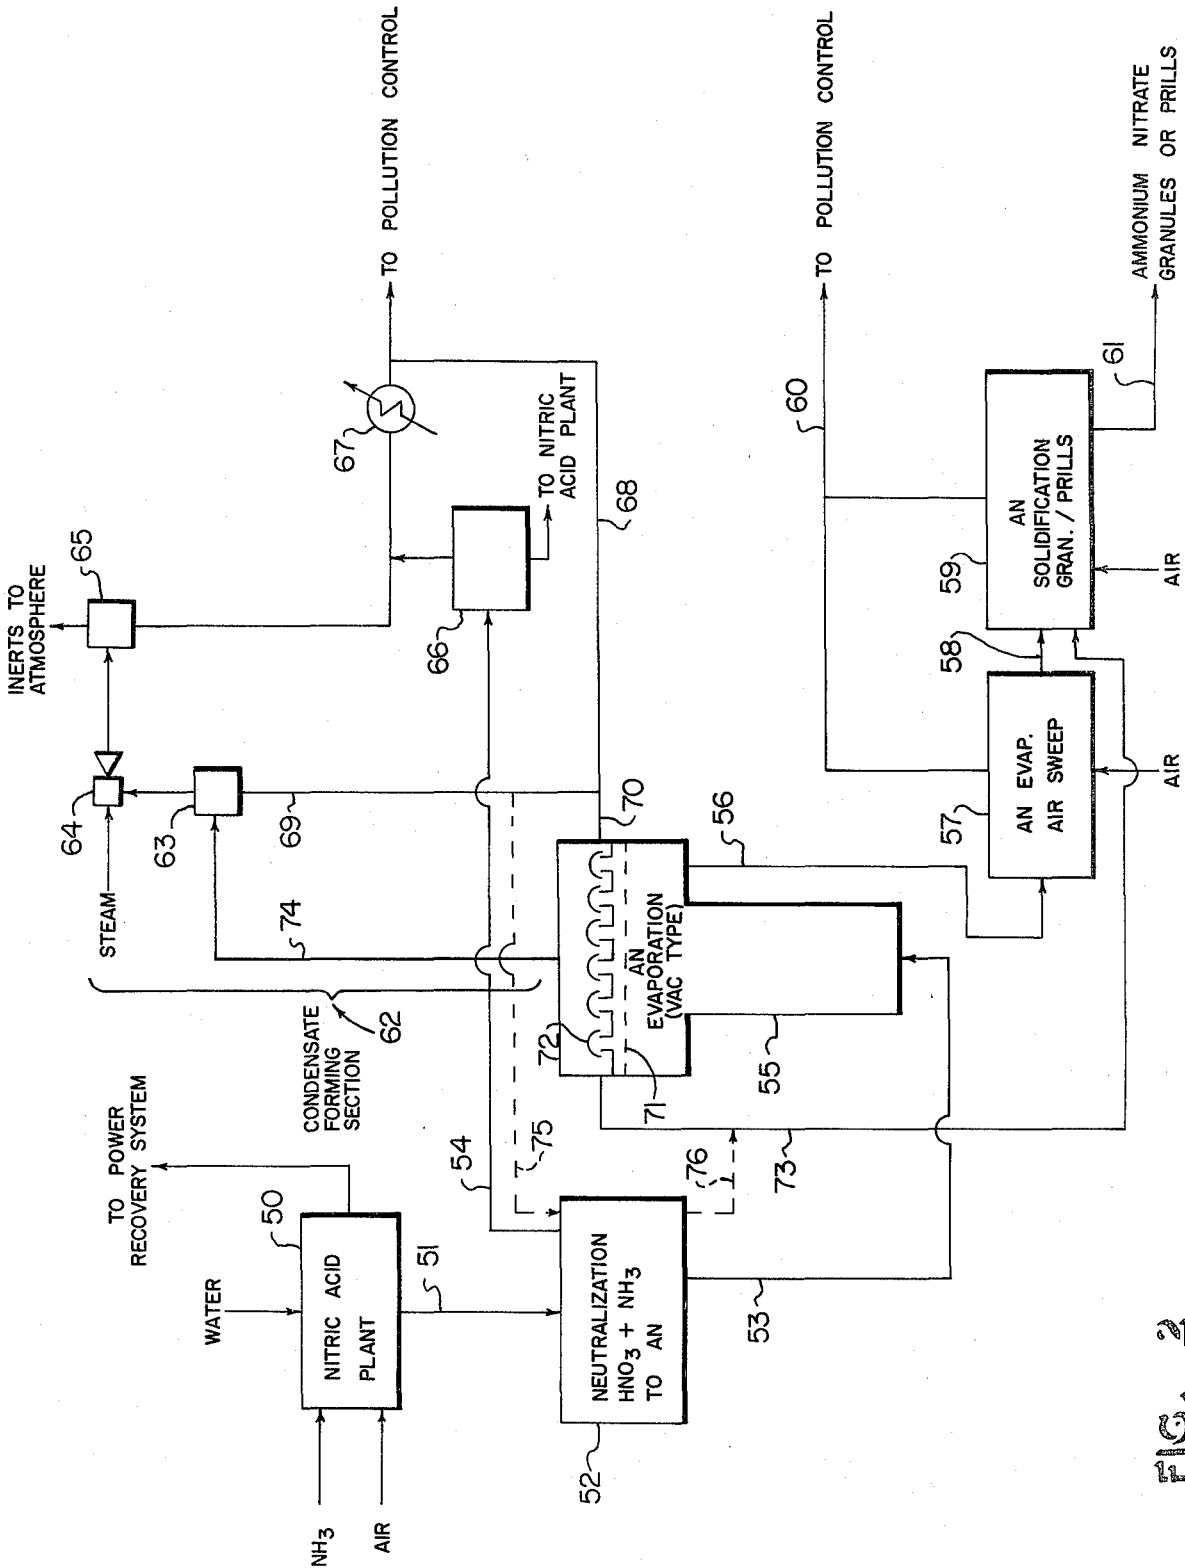 TO POWER
RECOVERY SYSTEM
WATER
50
NITRIC ACID
PLANT
NH3
AIR
51
NEUTRALIZATION
HNO3 + NH3
TO AN
52
53
54
75
76
73
CONDENSATE
FORMING
SECTION
62
STEAM
64
63
74
69
INERTS TO
ATMOSPHERE
65
66
TO NITRIC
ACID PLANT
67
TO POLLUTION CONTROL
68
70
72
71
AN
EVAPORATION
(VAC TYPE)
55
56
57
AN EVAP.
AIR SWEEP
AIR
58
59
AN
SOLIDIFICATION
GRAN. / PRILLS
AIR
60
TO POLLUTION CONTROL
61
AMMONIUM NITRATE
GRANULES OR PRILLS
FIG. 2